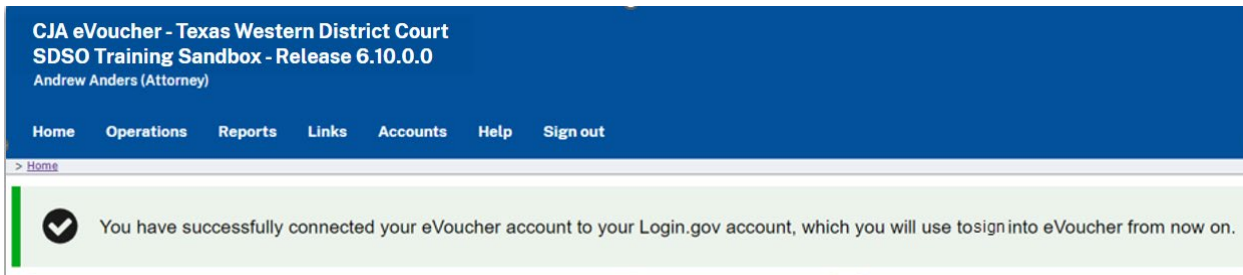 CJA eVoucher - Texas Western District Court
SDSO Training Sandbox - Release 6.10.0.0
Andrew Anders (Attorney)
Home Operations Reports Links Accounts Help Sign out
> Home
You have successfully connected your eVoucher account to your Login.gov account, which you will use tosign into eVoucher from now on.